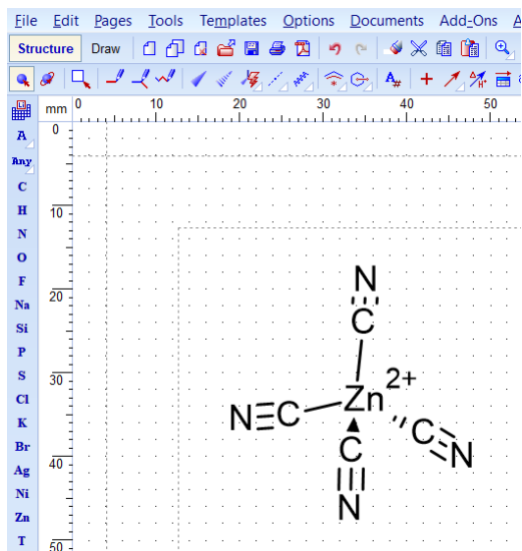 File Edit Pages Tools Templates Options Documents Add-Ons A
Structure Draw
mm 0 10 20 30 40 50
0
A
Any
C
H
10
N
O
F
Na
20
Si
P
S
30
Cl
K
Br
40
Ag
Ni
Zn
T
50
N
C
2+
Zn
N≡C
C
C
N
N